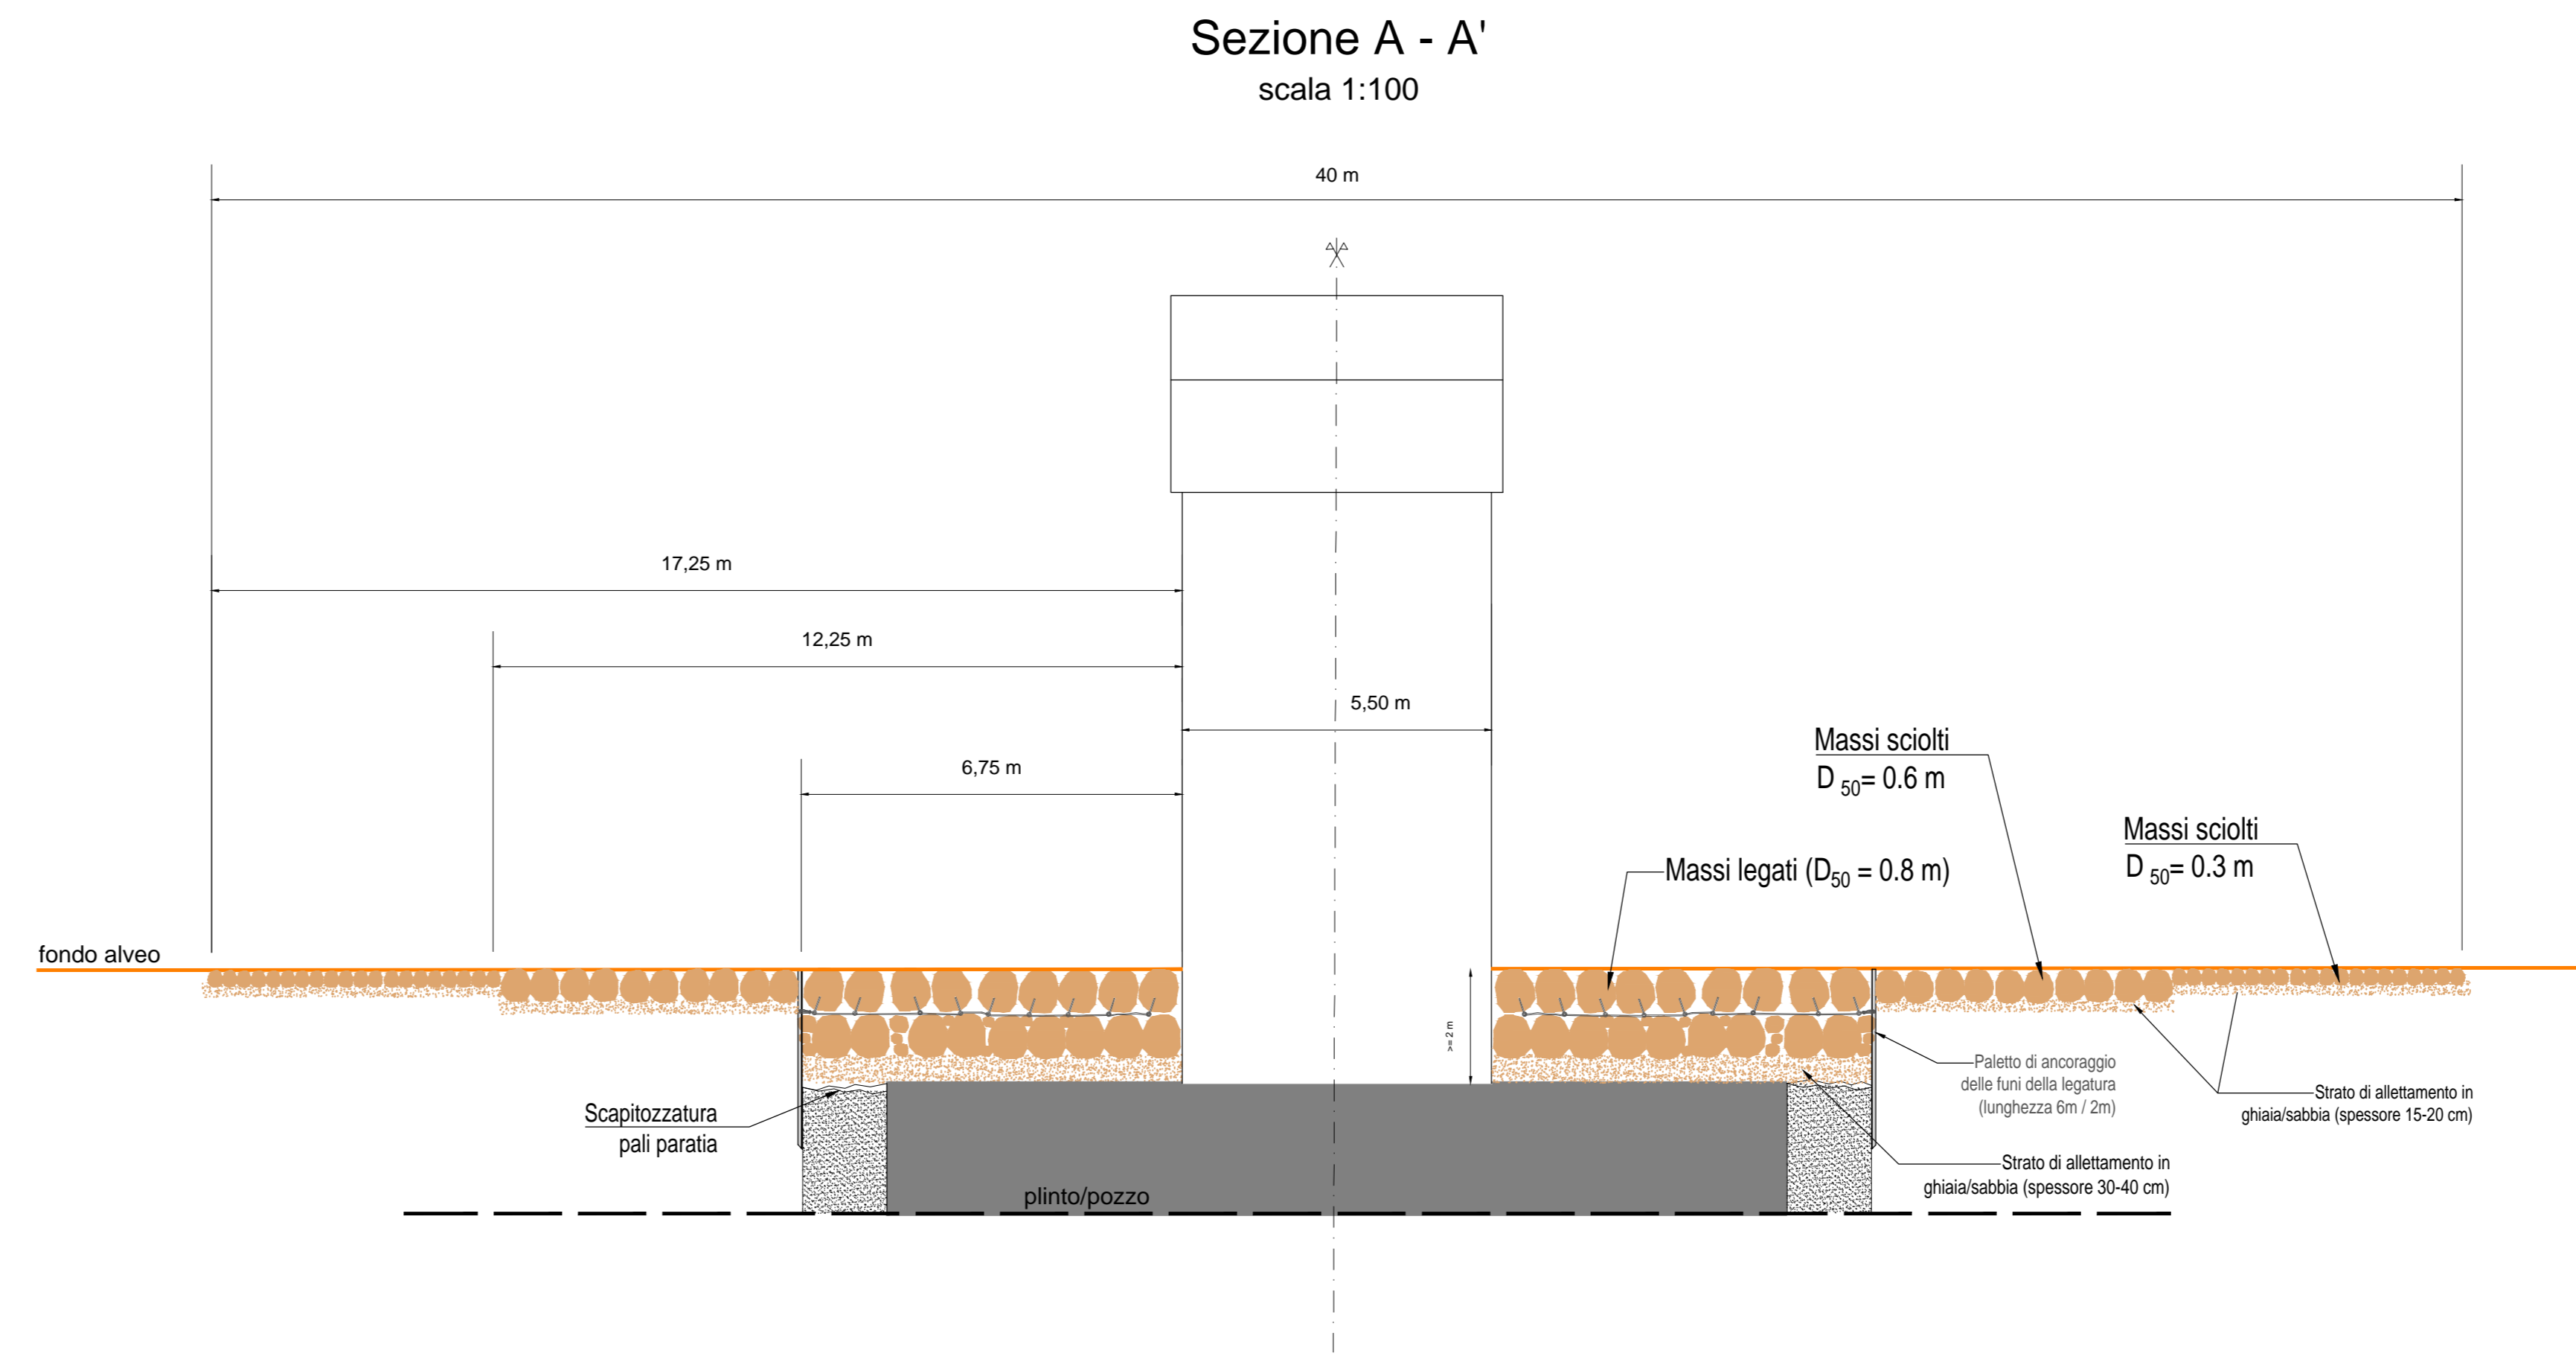 Sezione A - A'
scala 1:100
40 m
17,25 m
12,25 m
5,50 m
6,75 m
Massi sciolti
D 50= 0.6 m
Massi sciolti
D 50= 0.3 m
Massi legati (D50 = 0.8 m)
fondo alveo
>= 2 m
Paletto di ancoraggio
delle funi della legatura
(lunghezza 6m / 2m)
Strato di allettamento in
ghiaia/sabbia (spessore 15-20 cm)
Scapitozzatura
pali paratia
Strato di allettamento in
ghiaia/sabbia (spessore 30-40 cm)
plinto/pozzo